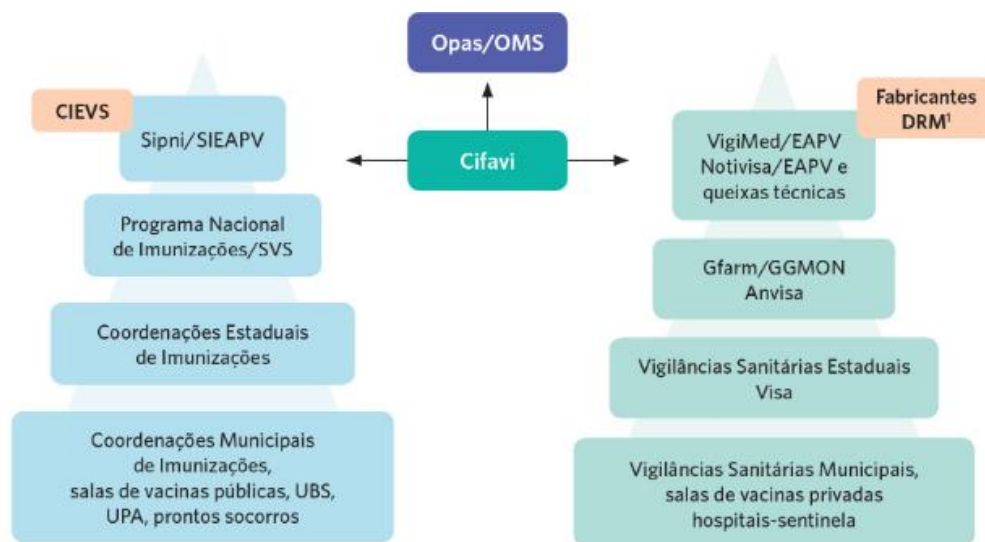 Opas/OMS
CIEVS
Sipni/SIEAPV
Cifavi
Fabricantes
DRM¹
VigiMed/EAPV
Notivisa/EAPV e
queixas técnicas
Programa Nacional
de Imunizações/SVS
Gfarm/GGMON
Anvisa
Coordenações Estaduais
de Imunizações
Vigilâncias Sanitárias Estaduais
Visa
Coordenações Municipais
de Imunizações,
salas de vacinas públicas, UBS,
UPA, prontos socorros
Vigilâncias Sanitárias Municipais,
salas de vacinas privadas
hospitais-sentinela